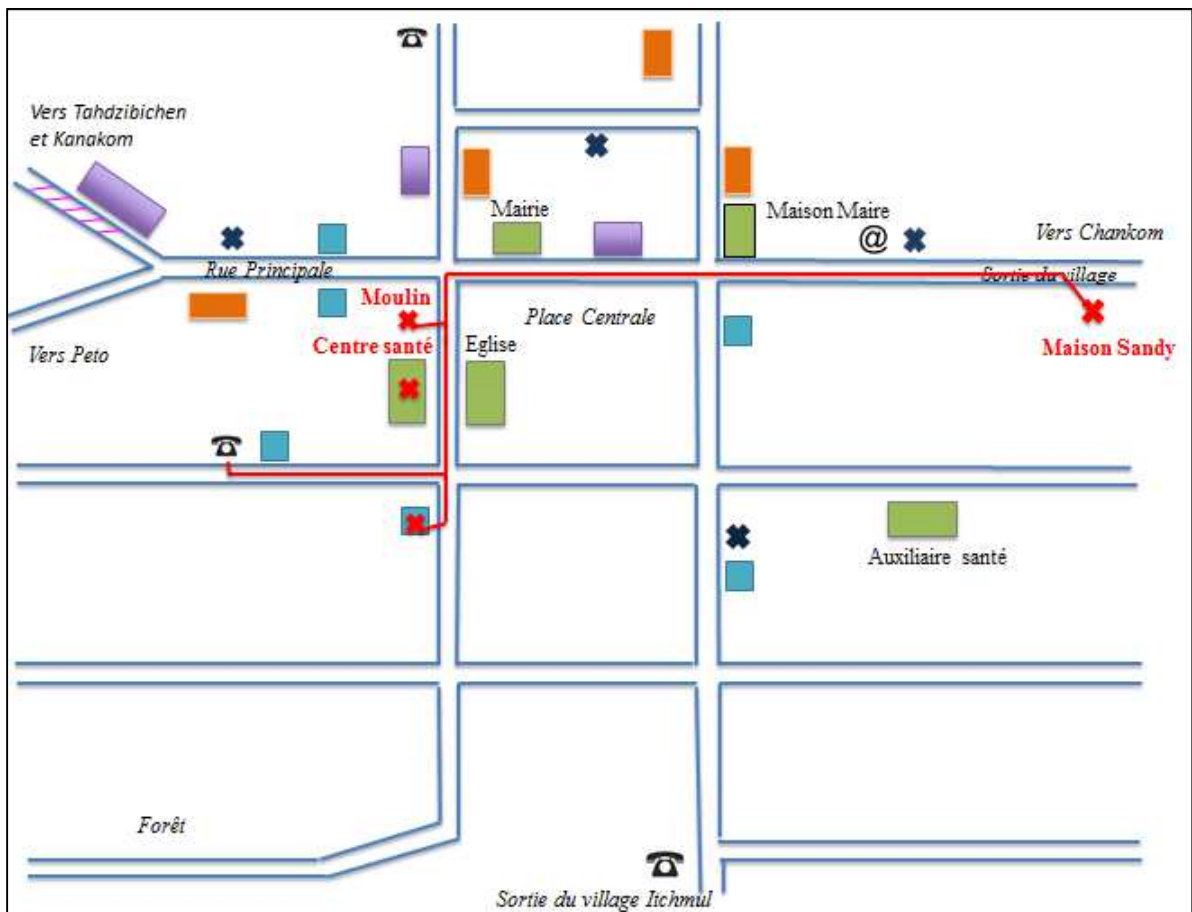 Vers Tahdzibichen
et Kanakom
Mairie
Maison Maire
@
Vers Chankom
Rue Principale
Sortie du village
Moulin
Place Centrale
Centre santé
Eglise
Maison Sandy
Vers Peto
Auxiliaire santé
Forêt
Sortie du village Iichmul